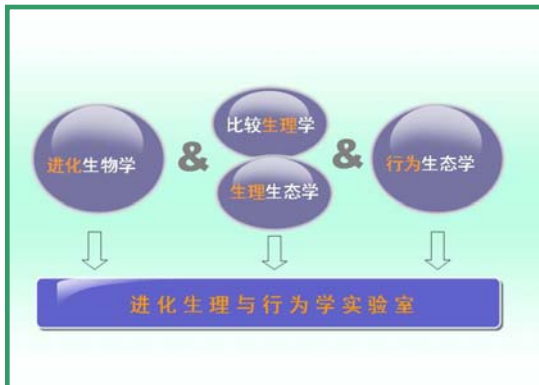 进化生物学
&
比较生理学
生理生态学
&
行为生态学
进化生理与行为学实验室